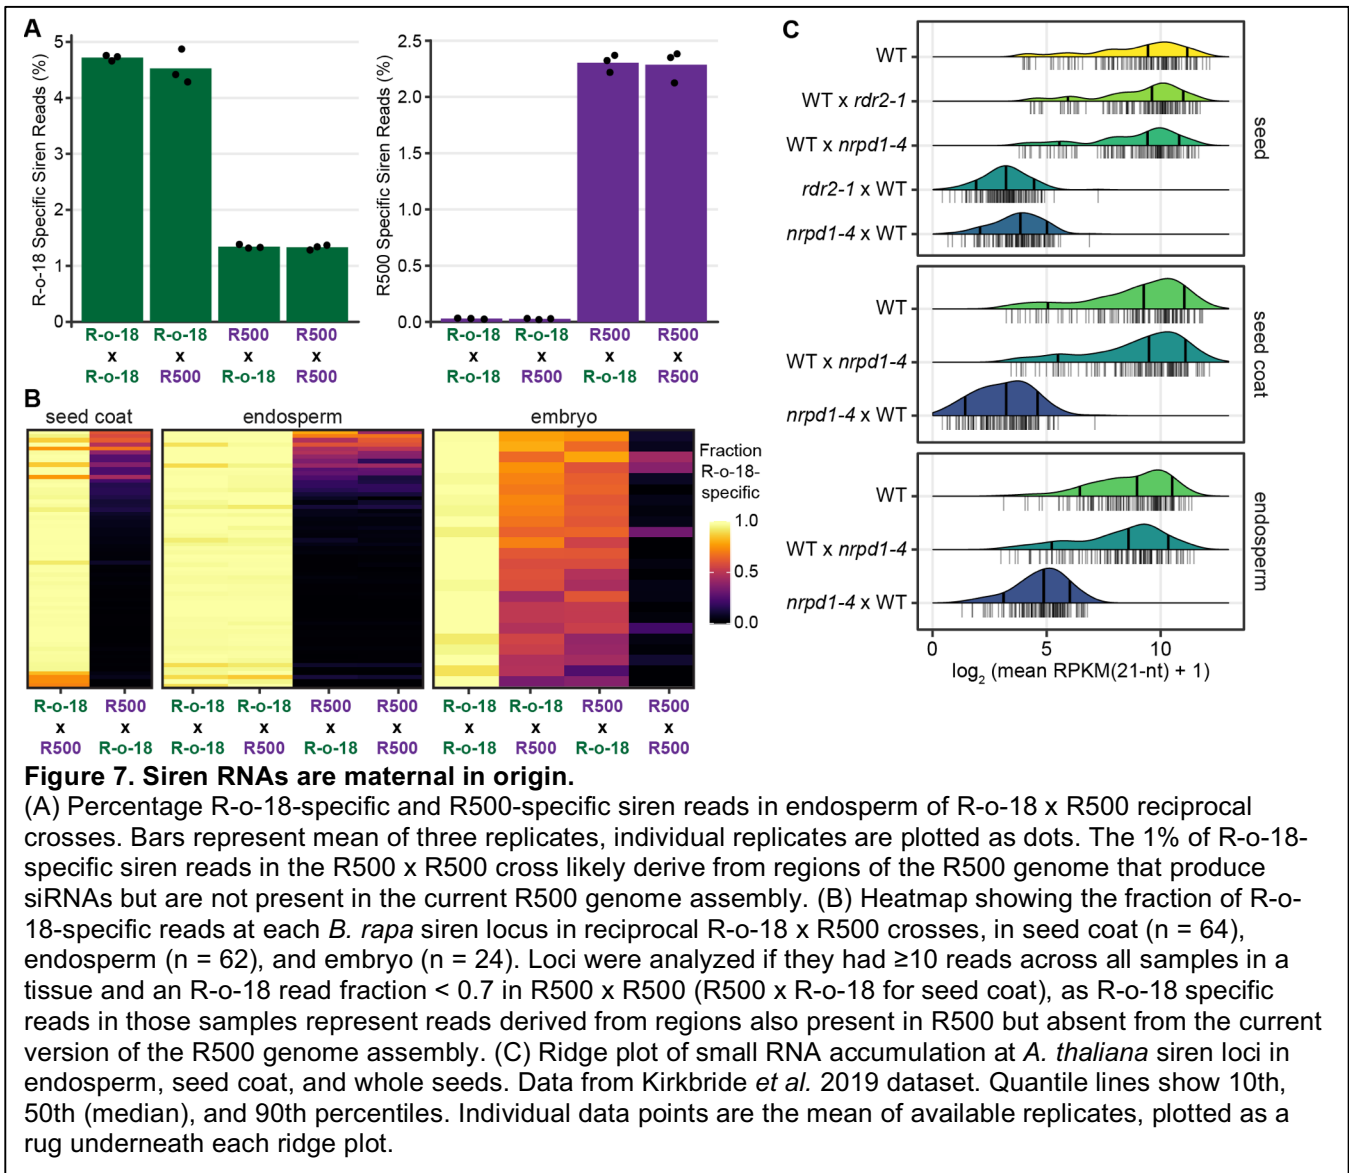 A
R-o-18 Specific Siren Reads (%)
5
4
3
2
1
0
R-o-18 R-o-18 R500 R500
x x x x
R-o-18 R500 R-o-18 R500
R500 Specific Siren Reads (%)
2.5
2.0
1.5
1.0
0.5
0.0
R-o-18 R-o-18 R500 R500
x x x x
R-o-18 R500 R-o-18 R500
B
seed coat endosperm embryo
Fraction
R-o-18-
specific
1.0
0.5
0.0
R-o-18 R500 R-o-18 R-o-18 R500 R500 R-o-18 R-o-18 R500 R500
x x x x x x x x x x
R500 R-o-18 R-o-18 R500 R-o-18 R500 R-o-18 R500 R-o-18 R500
C
WT
WT x rdr2-1
WT x nrpd1-4
rdr2-1 x WT
nrpd1-4 x WT
seed
WT
WT x nrpd1-4
nrpd1-4 x WT
seed coat
WT
WT x nrpd1-4
nrpd1-4 x WT
endosperm
0 5 10
log2 (mean RPKM(21-nt) + 1)
Figure 7. Siren RNAs are maternal in origin.
(A) Percentage R-o-18-specific and R500-specific siren reads in endosperm of R-o-18 x R500 reciprocal
crosses. Bars represent mean of three replicates, individual replicates are plotted as dots. The 1% of R-o-18-
specific siren reads in the R500 x R500 cross likely derive from regions of the R500 genome that produce
siRNAs but are not present in the current R500 genome assembly. (B) Heatmap showing the fraction of R-o-
18-specific reads at each B. rapa siren locus in reciprocal R-o-18 x R500 crosses, in seed coat (n = 64),
endosperm (n = 62), and embryo (n = 24). Loci were analyzed if they had ≥10 reads across all samples in a
tissue and an R-o-18 read fraction < 0.7 in R500 x R500 (R500 x R-o-18 for seed coat), as R-o-18 specific
reads in those samples represent reads derived from regions also present in R500 but absent from the current
version of the R500 genome assembly. (C) Ridge plot of small RNA accumulation at A. thaliana siren loci in
endosperm, seed coat, and whole seeds. Data from Kirkbride et al. 2019 dataset. Quantile lines show 10th,
50th (median), and 90th percentiles. Individual data points are the mean of available replicates, plotted as a
rug underneath each ridge plot.